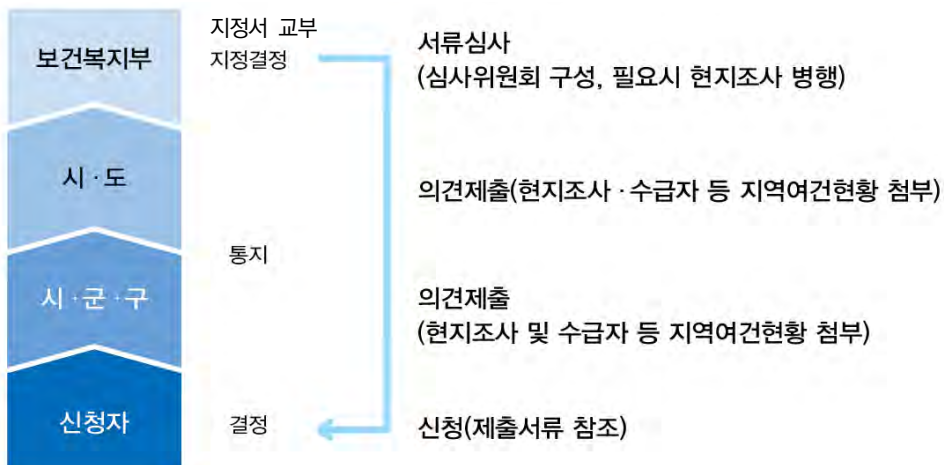 보건복지부
지정서 교부
지정결정
서류심사
(심사위원회 구성, 필요시 현지조사 병행)
시·도
의견제출(현지조사·수급자 등 지역여건현황 첨부)
통지
시·군·구
의견제출
(현지조사 및 수급자 등 지역여건현황 첨부)
신청자
결정
신청(제출서류 참조)